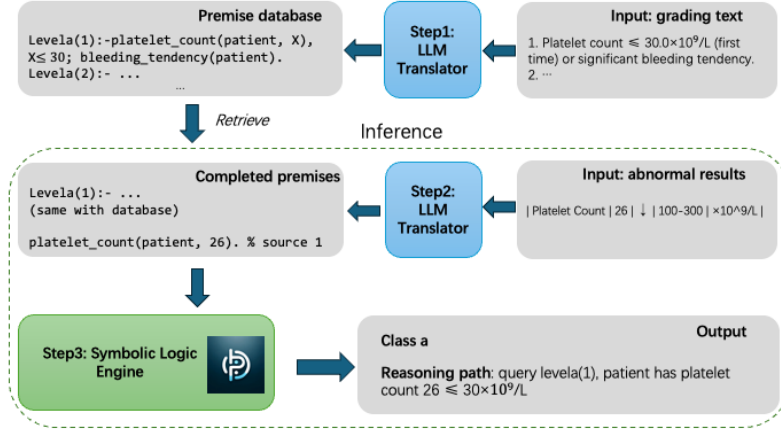 Premise database
Levela(1):-platelet_count(patient, X),
X≤ 30; bleeding_tendency(patient).
Levela(2):- ...
...
Step1:
LLM
Translator
Input: grading text
1. Platelet count ≤ 30.0×10⁹/L (first
time) or significant bleeding tendency.
2. ...
Retrieve
Inference
Completed premises
Levela(1):- ...
(same with database)
platelet_count(patient, 26). % source 1
Step2:
LLM
Translator
Input: abnormal results
| Platelet Count | 26 | ↓ | 100-300 | ×10^9/L |
Step3: Symbolic Logic
Engine
Output
Class a
Reasoning path: query levela(1), patient has platelet
count 26 ≤ 30×10⁹/L